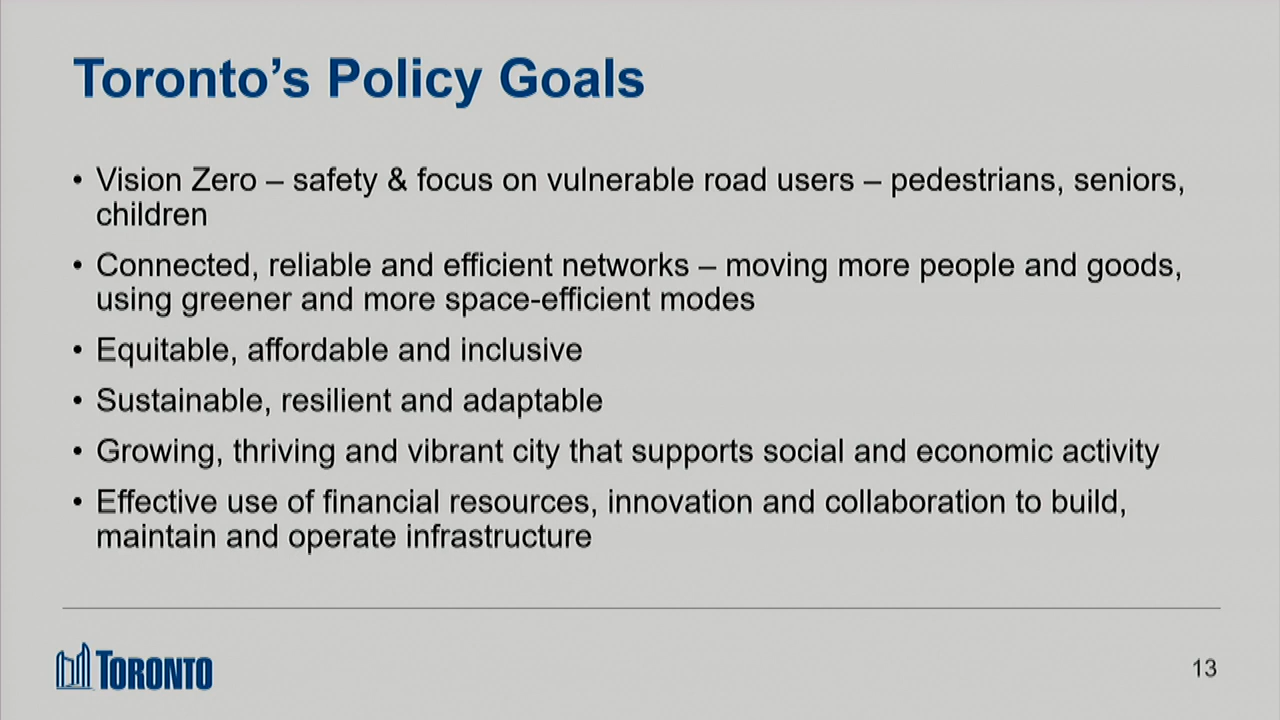 Toronto’s Policy Goals
• Vision Zero – safety & focus on vulnerable road users – pedestrians, seniors,
children
• Connected, reliable and efficient networks – moving more people and goods,
using greener and more space-efficient modes
• Equitable, affordable and inclusive
• Sustainable, resilient and adaptable
• Growing, thriving and vibrant city that supports social and economic activity
• Effective use of financial resources, innovation and collaboration to build,
maintain and operate infrastructure
TORONTO
13